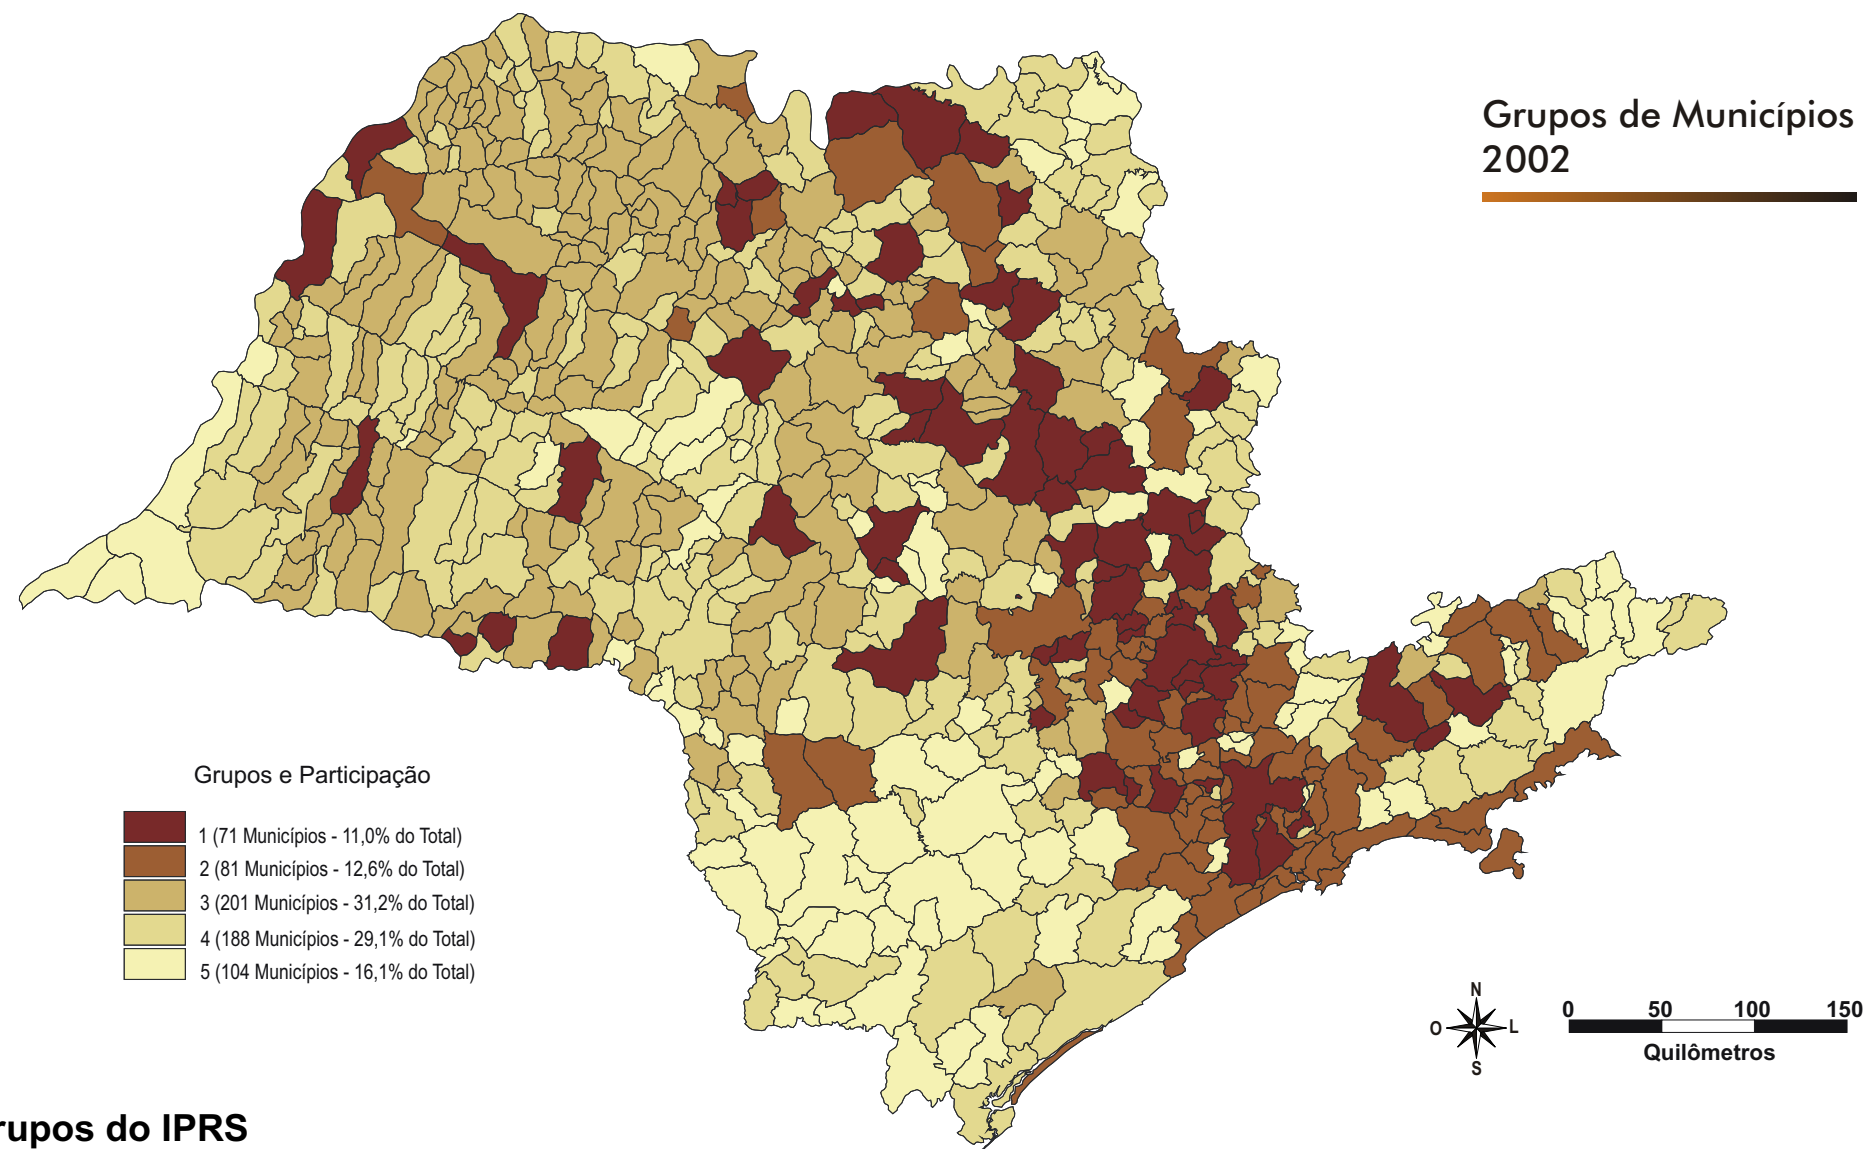 Grupos de Municípios
2002
Grupos e Participação
1 (71 Municípios - 11,0% do Total)
2 (81 Municípios - 12,6% do Total)
3 (201 Municípios - 31,2% do Total)
4 (188 Municípios - 29,1% do Total)
5 (104 Municípios - 16,1% do Total)
N
O L
S
0 50 100 150
Quilômetros
rupos do IPRS